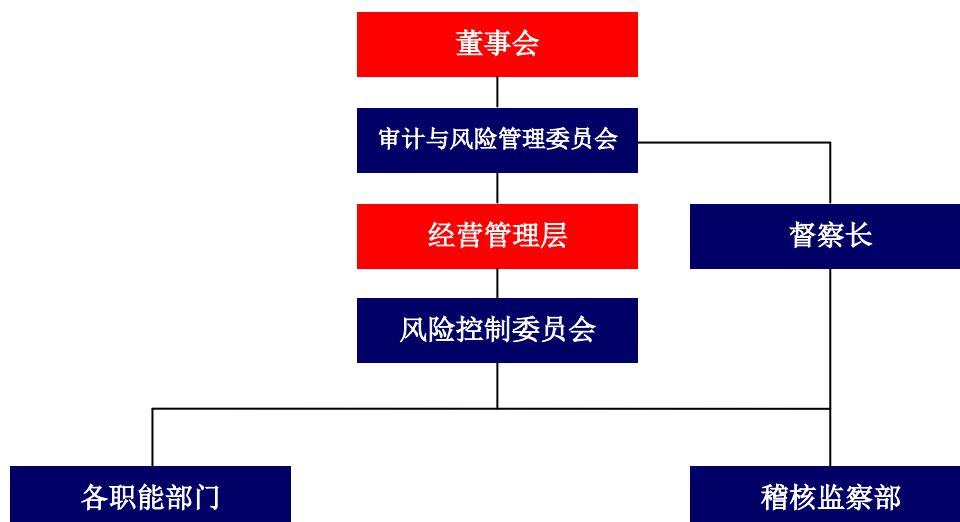 董事会
审计与风险管理委员会
经营管理层
督察长
风险控制委员会
各职能部门
稽核监察部